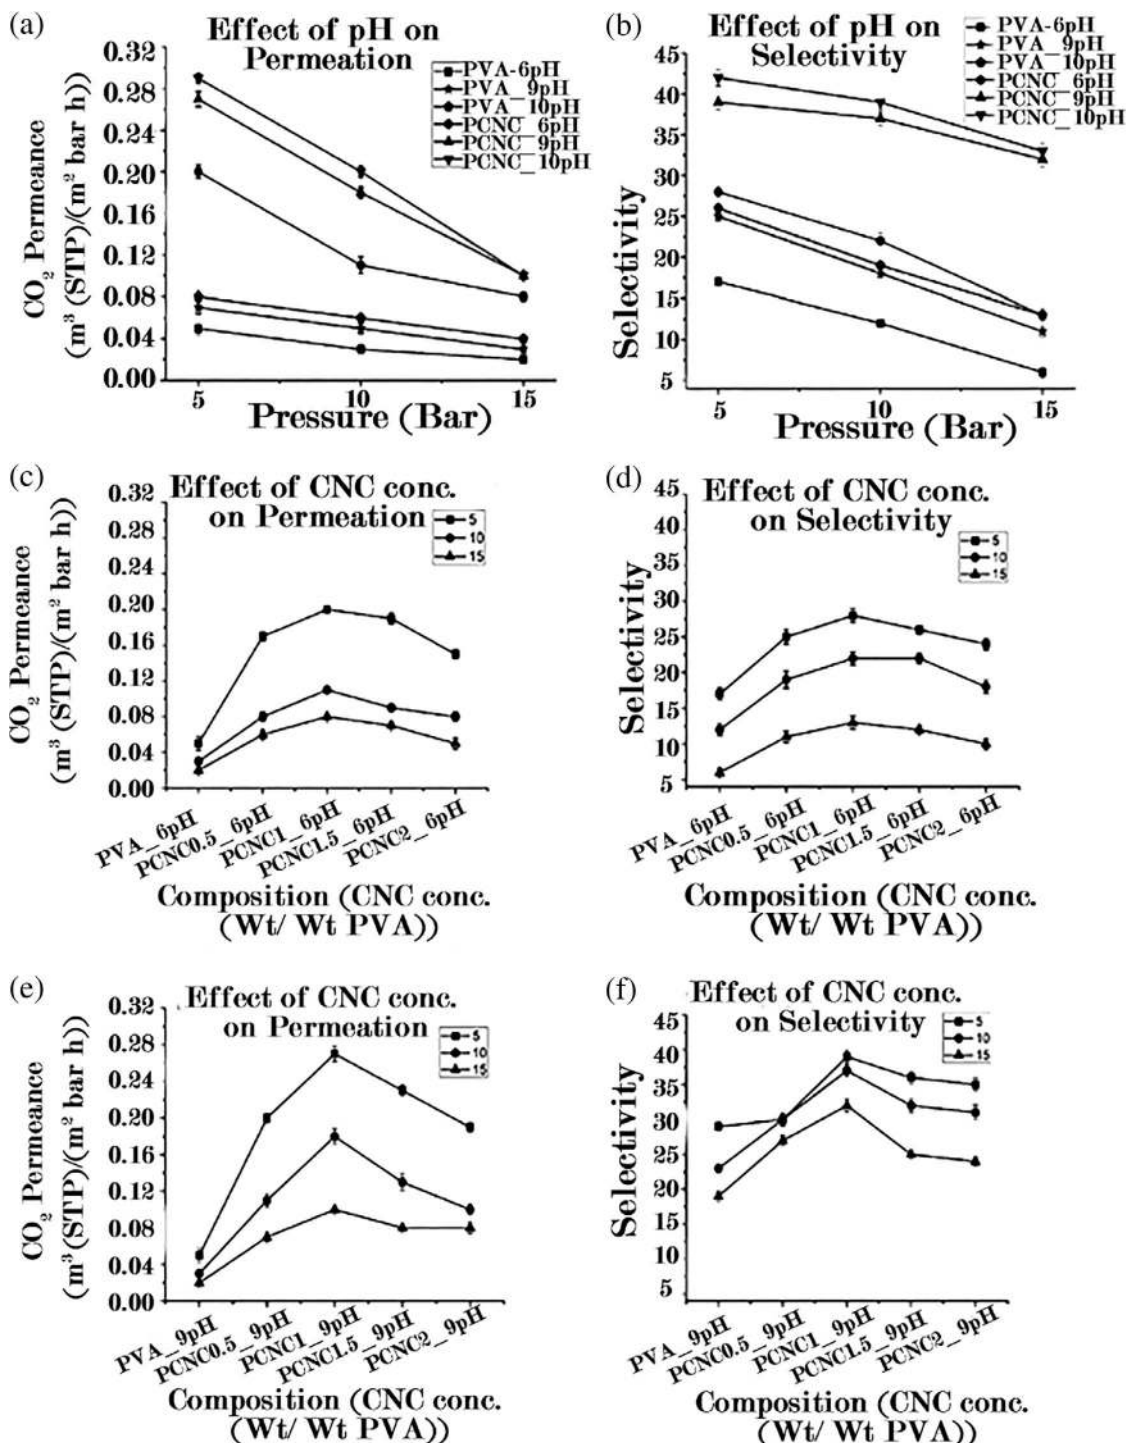 (a)
Effect of pH on
Permeation
PVA-6pH
PVA_9pH
PVA_10pH
PCNC_6pH
PCNC_9pH
PCNC_10pH
CO2 Permeance
(m³ (STP)/(m² bar h))
0.32
0.28
0.24
0.20
0.16
0.12
0.08
0.04
0.00
5 10 15
Pressure (Bar)
(b)
Effect of pH on
Selectivity
PVA-6pH
PVA_9pH
PVA_10pH
PCNC_6pH
PCNC_9pH
PCNC_10pH
Selectivity
45
40
35
30
25
20
15
10
5
5 10 15
Pressure (Bar)
(c)
Effect of CNC conc.
on Permeation
5
10
15
CO2 Permeance
(m³ (STP)/(m² bar h))
0.32
0.28
0.24
0.20
0.16
0.12
0.08
0.04
0.00
PVA_6pH
PCNC0.5_6pH
PCNC1_6pH
PCNC1.5_6pH
PCNC2_6pH
Composition (CNC conc.
(Wt/ Wt PVA))
(d)
Effect of CNC conc.
on Selectivity
5
10
15
Selectivity
45
40
35
30
25
20
15
10
5
PVA_6pH
PCNC0.5_6pH
PCNC1_6pH
PCNC1.5_6pH
PCNC2_6pH
Composition (CNC conc.
(Wt/ Wt PVA))
(e)
Effect of CNC conc.
on Permeation
5
10
15
CO2 Permeance
(m³ (STP)/(m² bar h))
0.32
0.28
0.24
0.20
0.16
0.12
0.08
0.04
0.00
PVA_9pH
PCNC0.5_9pH
PCNC1_9pH
PCNC1.5_9pH
PCNC2_9pH
Composition (CNC conc.
(Wt/ Wt PVA))
(f)
Effect of CNC conc.
on Selectivity
5
10
15
Selectivity
45
40
35
30
25
20
15
10
5
PVA_9pH
PCNC0.5_9pH
PCNC1_9pH
PCNC1.5_9pH
PCNC2_9pH
Composition (CNC conc.
(Wt/ Wt PVA))